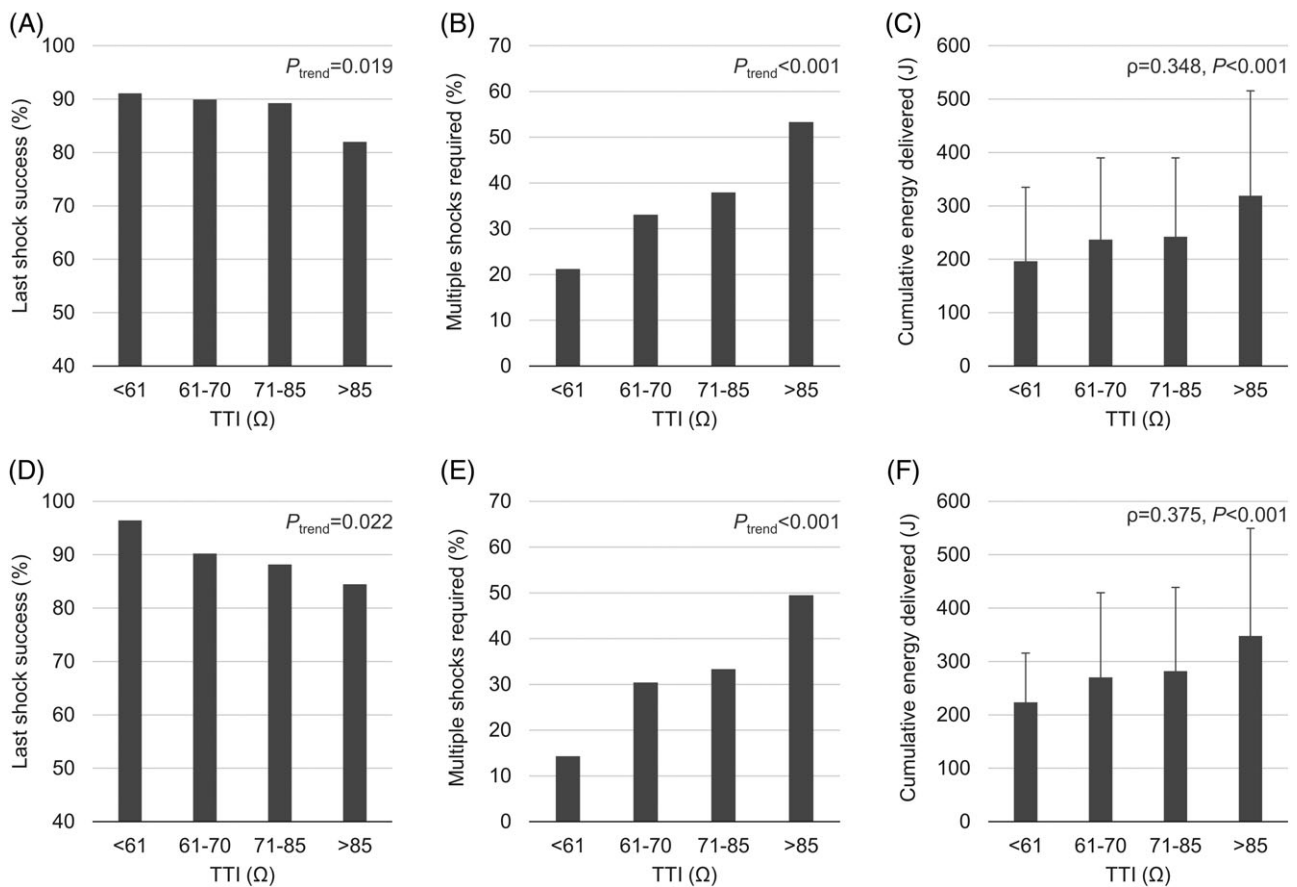 (A)
Last shock success (%)
100
90
80
70
60
50
40
P trend=0.019
<61 61-70 71-85 >85
TTI (Ω)
(B)
Multiple shocks required (%)
70
60
50
40
30
20
10
0
P trend<0.001
<61 61-70 71-85 >85
TTI (Ω)
(C)
Cumulative energy delivered (J)
600
500
400
300
200
100
0
ρ=0.348, P<0.001
<61 61-70 71-85 >85
TTI (Ω)
(D)
Last shock success (%)
100
90
80
70
60
50
40
P trend=0.022
<61 61-70 71-85 >85
TTI (Ω)
(E)
Multiple shocks required (%)
70
60
50
40
30
20
10
0
P trend<0.001
<61 61-70 71-85 >85
TTI (Ω)
(F)
Cumulative energy delivered (J)
600
500
400
300
200
100
0
ρ=0.375, P<0.001
<61 61-70 71-85 >85
TTI (Ω)